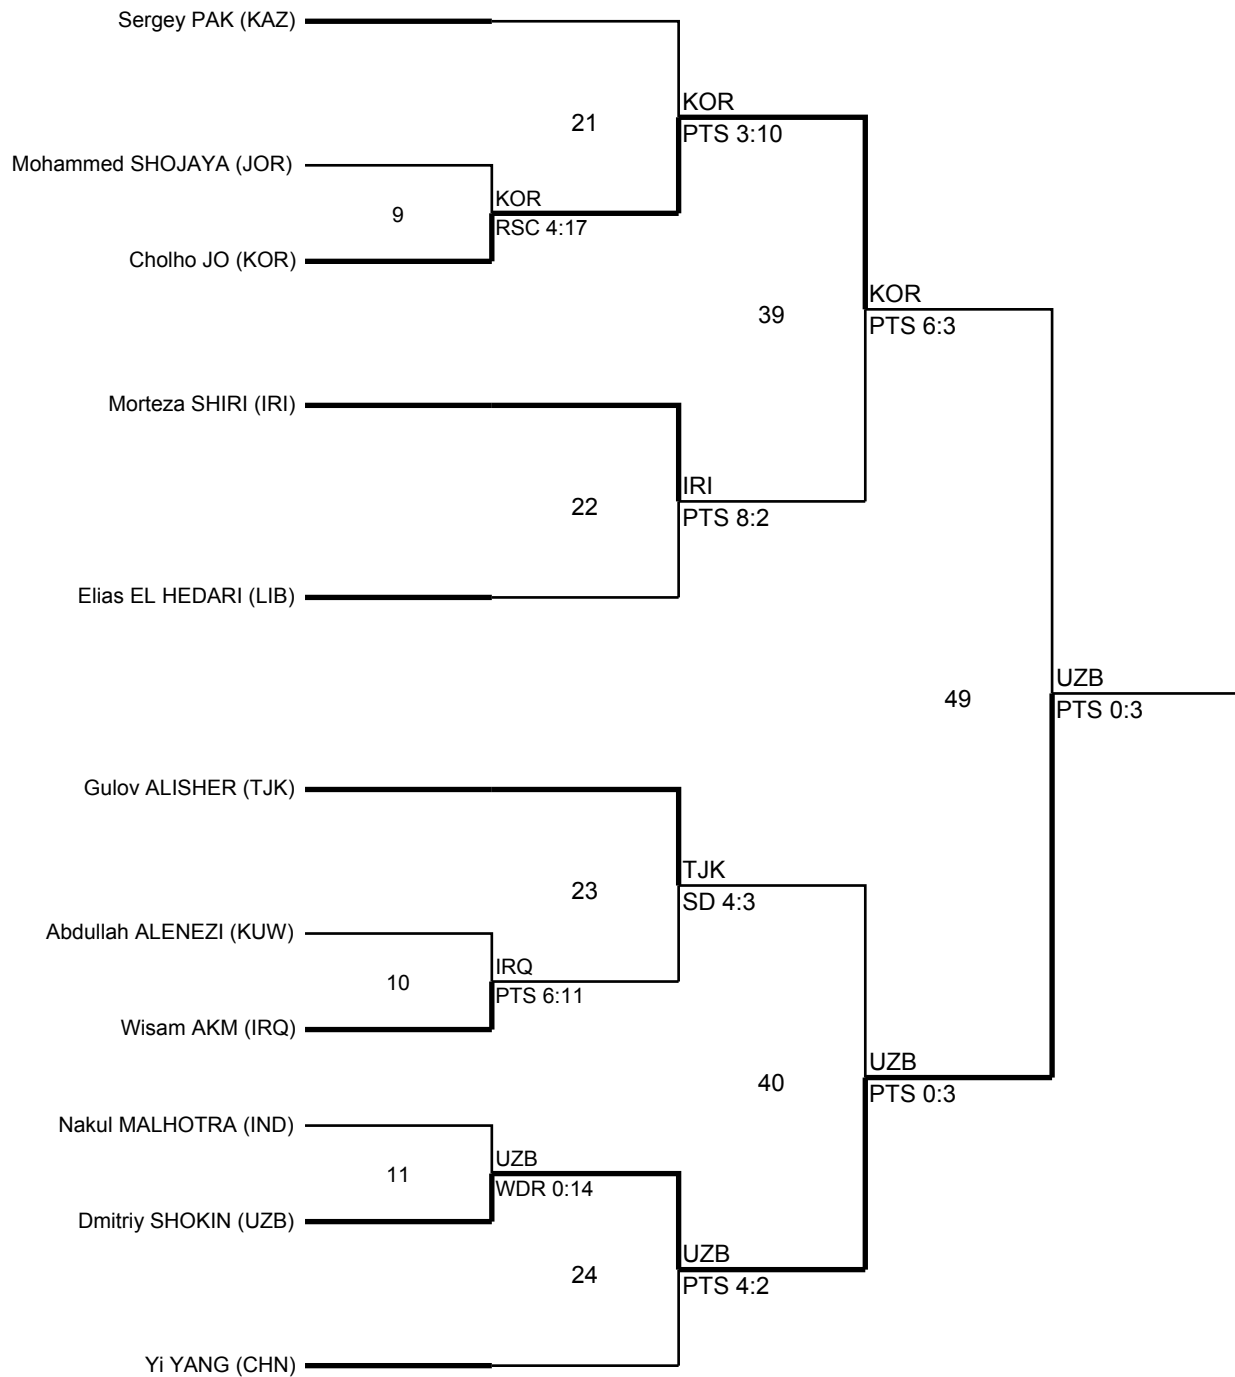 Sergey PAK (KAZ)
KOR
21
PTS 3:10
Mohammed SHOJAYA (JOR)
KOR
9
RSC 4:17
Cholho JO (KOR)
KOR
39
PTS 6:3
Morteza SHIRI (IRI)
IRI
22
PTS 8:2
Elias EL HEDARI (LIB)
UZB
49
PTS 0:3
Gulov ALISHER (TJK)
TJK
23
SD 4:3
Abdullah ALENEZI (KUW)
IRQ
10
PTS 6:11
Wisam AKM (IRQ)
UZB
40
PTS 0:3
Nakul MALHOTRA (IND)
UZB
11
WDR 0:14
Dmitriy SHOKIN (UZB)
UZB
24
PTS 4:2
Yi YANG (CHN)